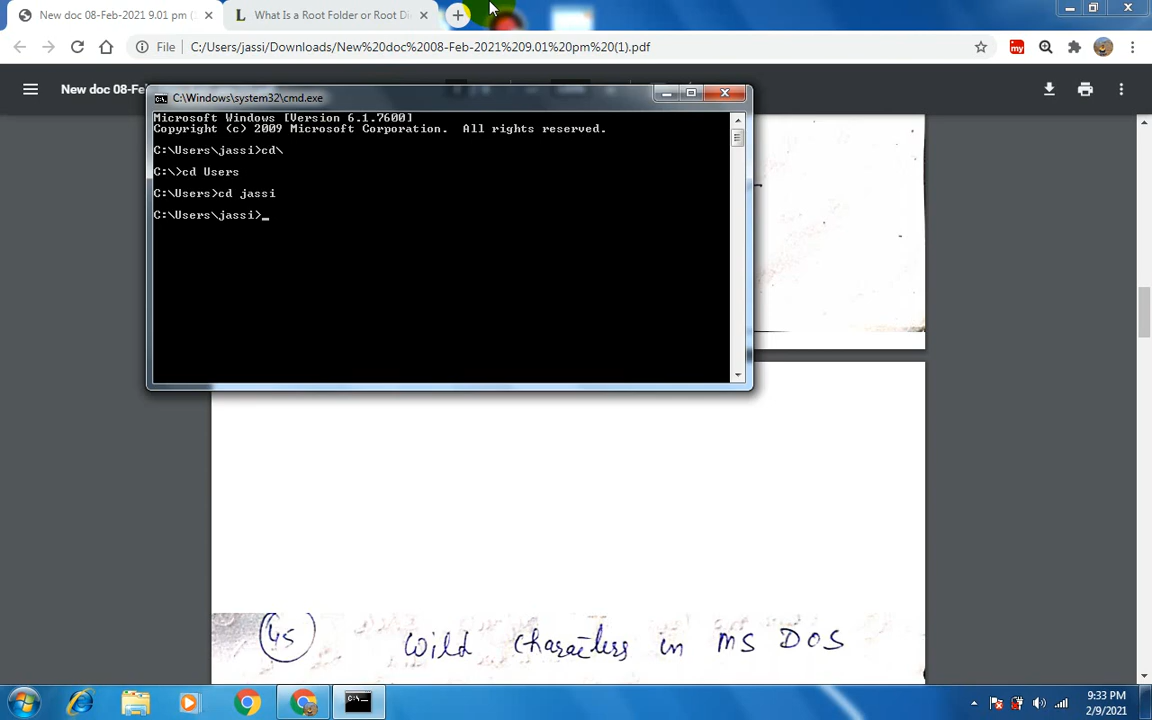 New doc 08-Feb-2021 9.01 pm (
What Is a Root Folder or Root Di
File
C:/Users/jassi/Downloads/New%20doc%2008-Feb-2021%209.01%20pm%20(1).pdf
my
New doc 08-Feb
C:\Windows\system32\cmd.exe
Microsoft Windows [Version 6.1.7600]
Copyright (c) 2009 Microsoft Corporation.  All rights reserved.
C:\Users\jassi>cd\
C:\>cd Users
C:\Users>cd jassi
C:\Users\jassi>_
45 Wild characters in MS DOS
9:33 PM
2/9/2021